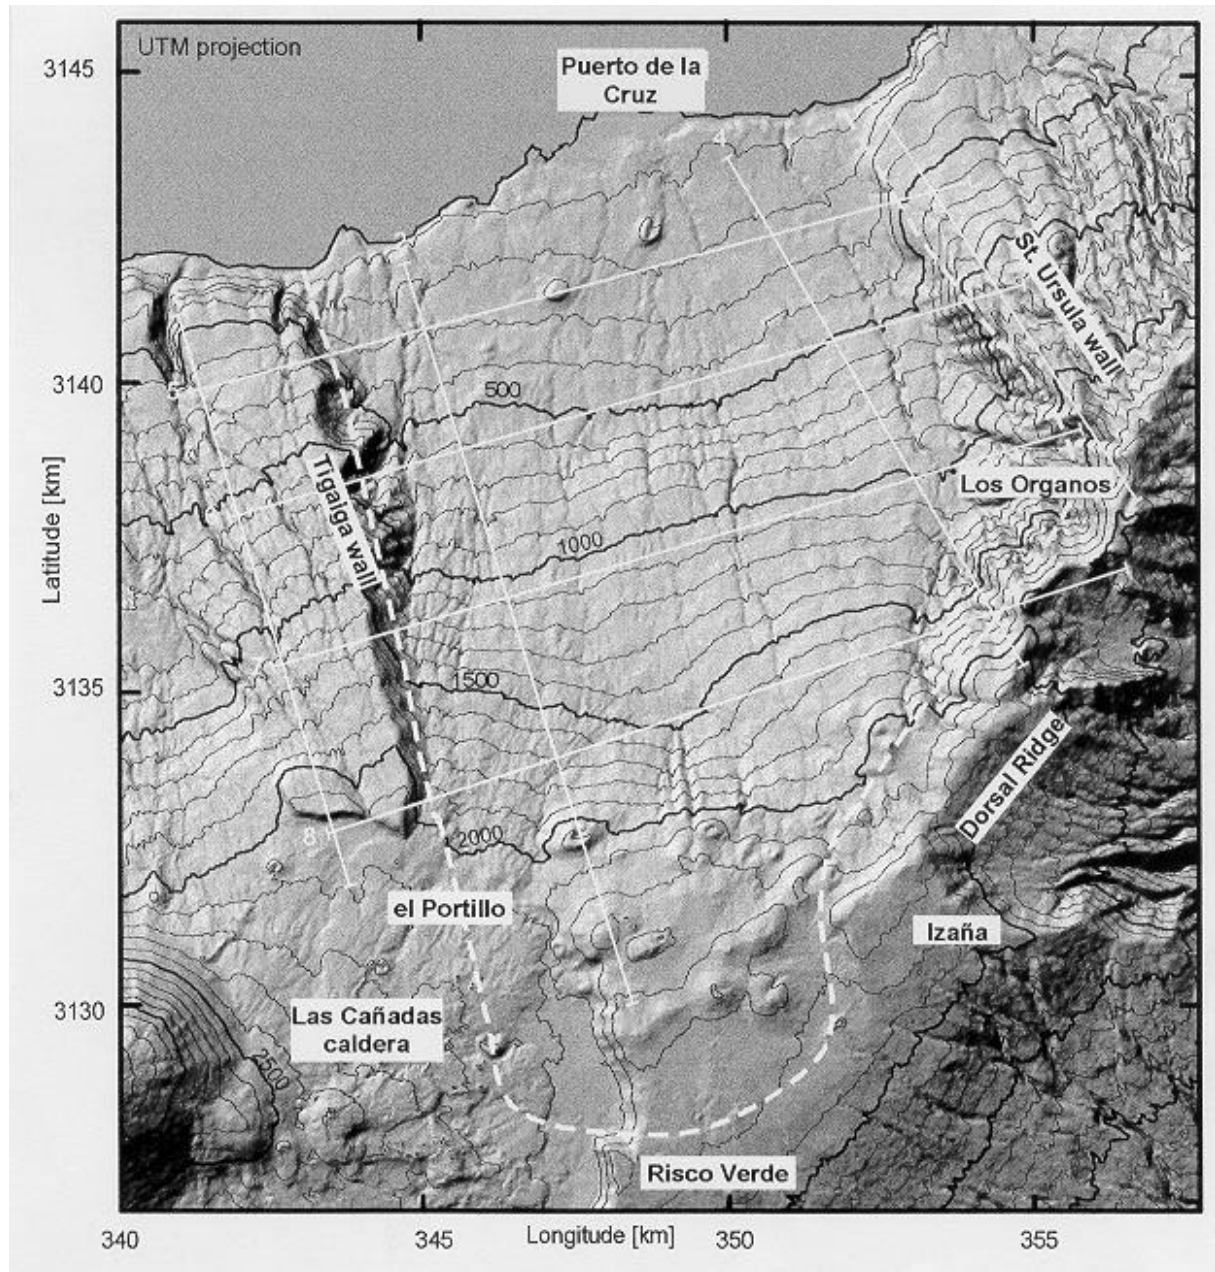 UTM projection
3145
Puerto de la
Cruz
4
St. Ursula wall
3140
500
Tigaiga wall
Los Organos
Latitude [km]
1000
3135
1500
Dorsal Ridge
8
2000
el Portillo
Izaña
3130
Las Cañadas
caldera
2500
Risco Verde
340
345
Longitude [km]
350
355